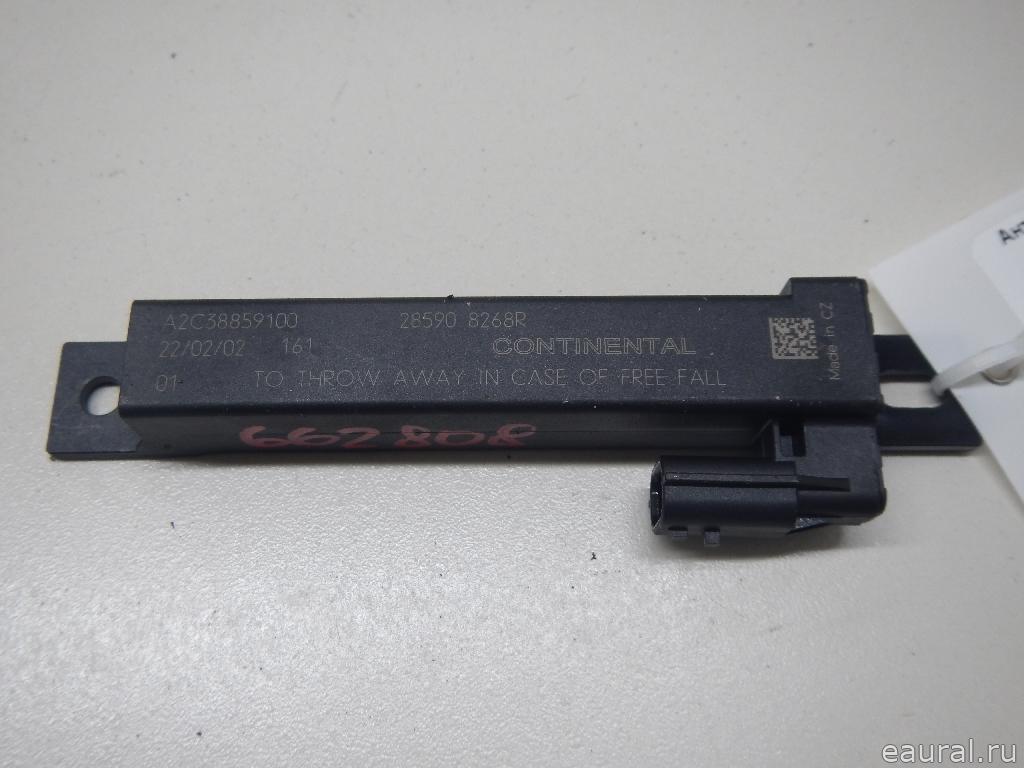 A2C38859100 28590 8268R
22/02/02 161 CONTINENTAL
01 TO THROW AWAY IN CASE OF FREE FALL
Made in CZ
662808
Ант
eaural.ru